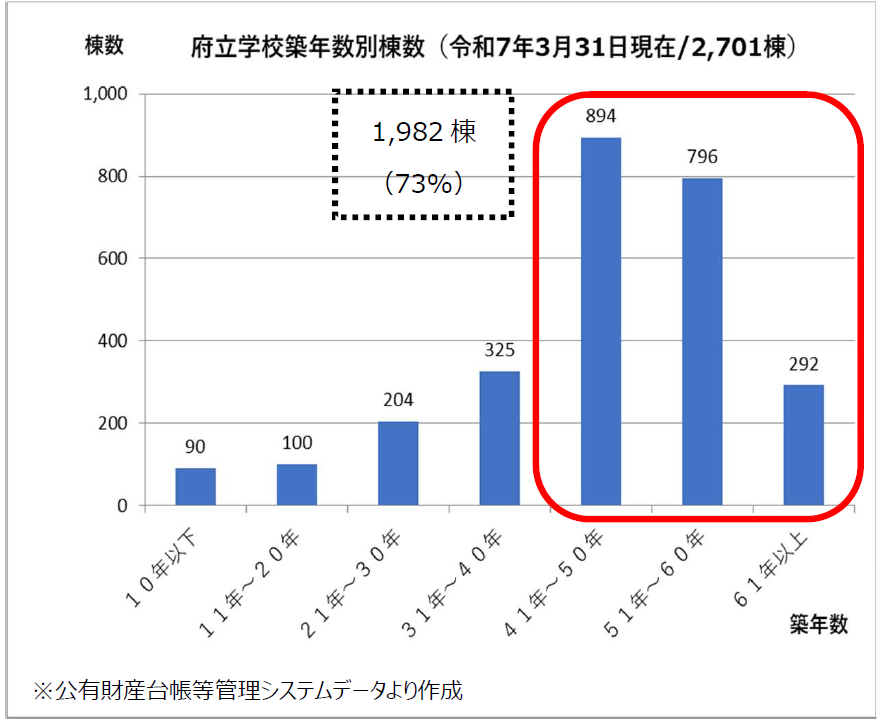 棟数
府立学校築年数別棟数（令和7年3月31日現在/2,701棟）
1,982 棟
（73%）
1,000
800
600
400
200
0
90
100
204
325
894
796
292
１０年以下
１１年～２０年
２１年～３０年
３１年～４０年
４１年～５０年
５１年～６０年
６１年以上
築年数
※公有財産台帳等管理システムデータより作成